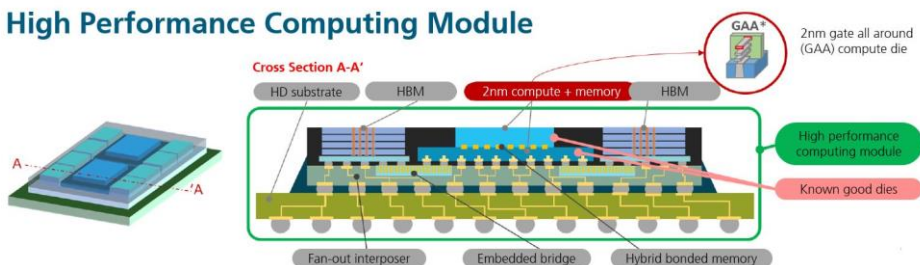 High Performance Computing Module
GAA*
2nm gate all around
(GAA) compute die
Cross Section A-A'
HD substrate
HBM
2nm compute + memory
HBM
A
'A
High performance
computing module
Known good dies
Fan-out interposer
Embedded bridge
Hybrid bonded memory